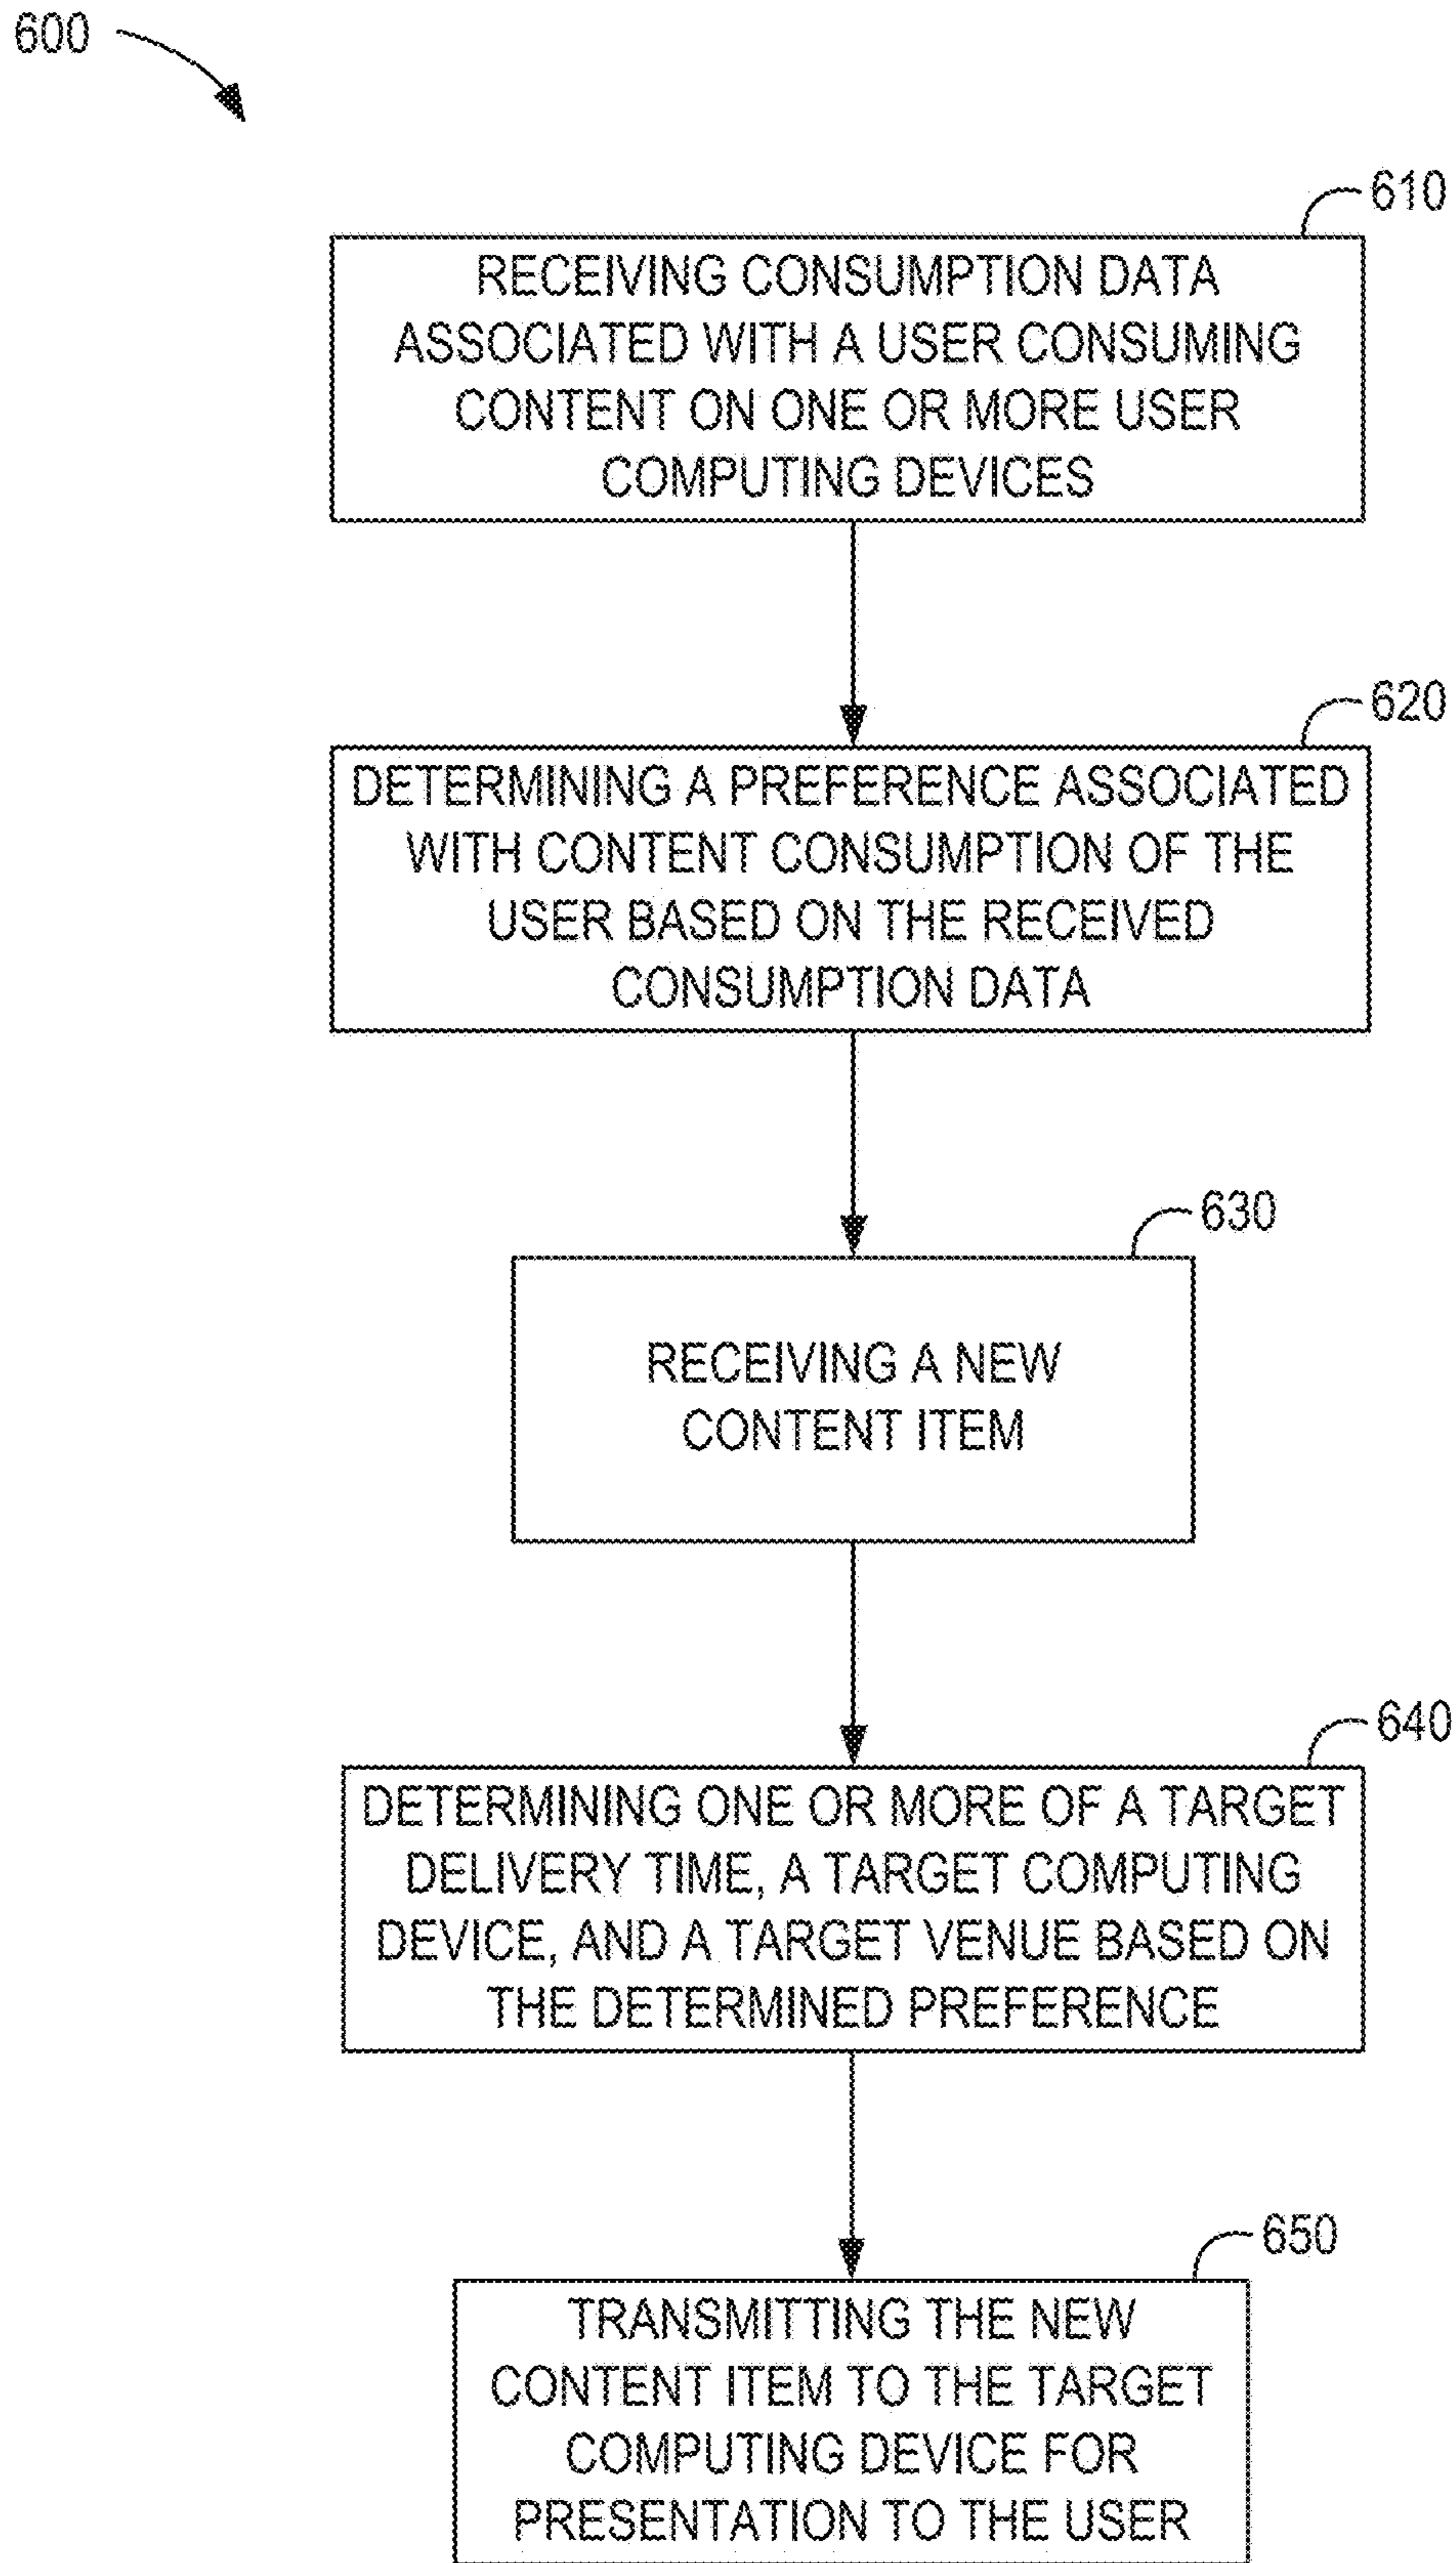 600
610
RECEIVING CONSUMPTION DATA
ASSOCIATED WITH A USER CONSUMING
CONTENT ON ONE OR MORE USER
COMPUTING DEVICES
620
DETERMINING A PREFERENCE ASSOCIATED
WITH CONTENT CONSUMPTION OF THE
USER BASED ON THE RECEIVED
CONSUMPTION DATA
630
RECEIVING A NEW
CONTENT ITEM
640
DETERMINING ONE OR MORE OF A TARGET
DELIVERY TIME, A TARGET COMPUTING
DEVICE, AND A TARGET VENUE BASED ON
THE DETERMINED PREFERENCE
650
TRANSMITTING THE NEW
CONTENT ITEM TO THE TARGET
COMPUTING DEVICE FOR
PRESENTATION TO THE USER